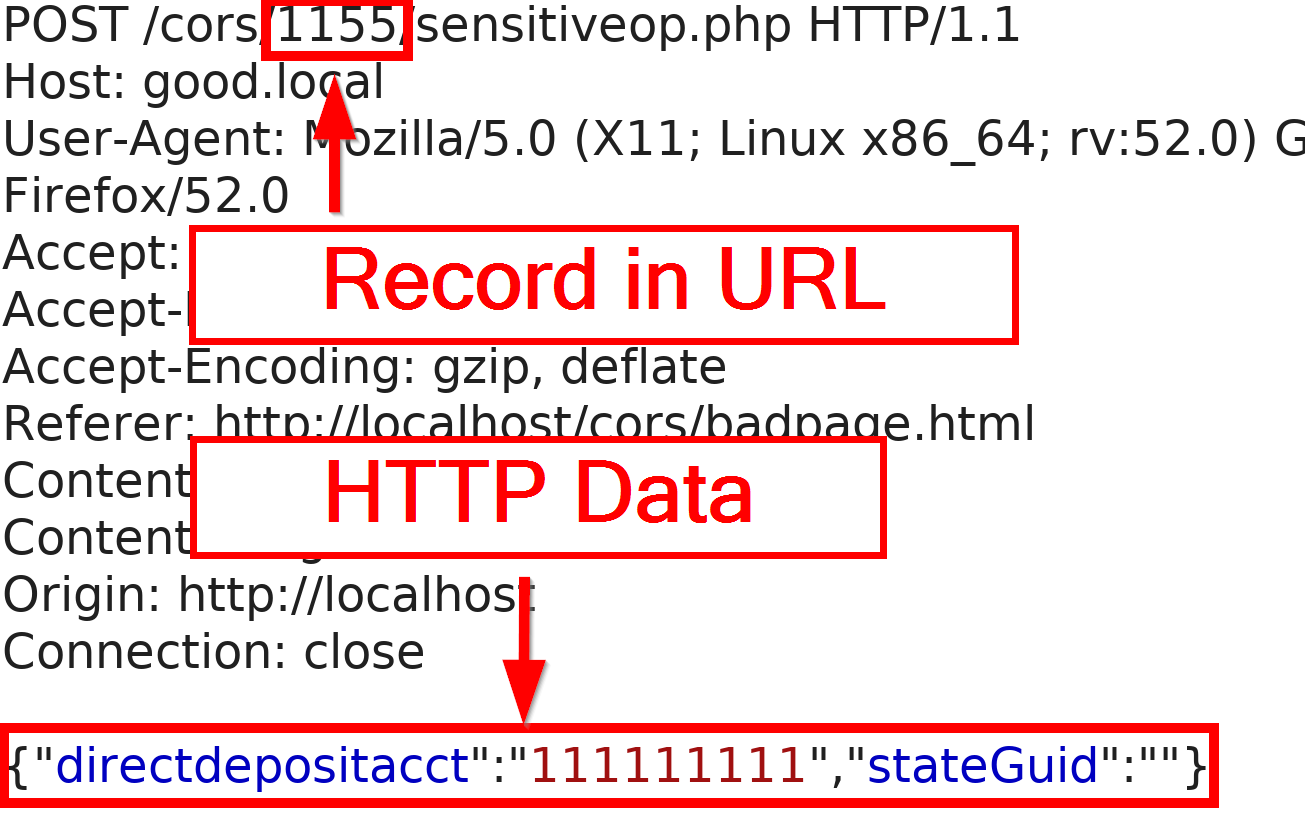 POST /cors/1155/sensitiveop.php HTTP/1.1
Host: good.local
User-Agent: Mozilla/5.0 (X11; Linux x86_64; rv:52.0) G
Firefox/52.0
Accept:
Record in URL
Accept-
Accept-Encoding: gzip, deflate
Referer: http://localhost/cors/badpage.html
HTTP Data
Content
Content
Origin: http://localhost
Connection: close
{"directdepositacct":"111111111","stateGuid":""}